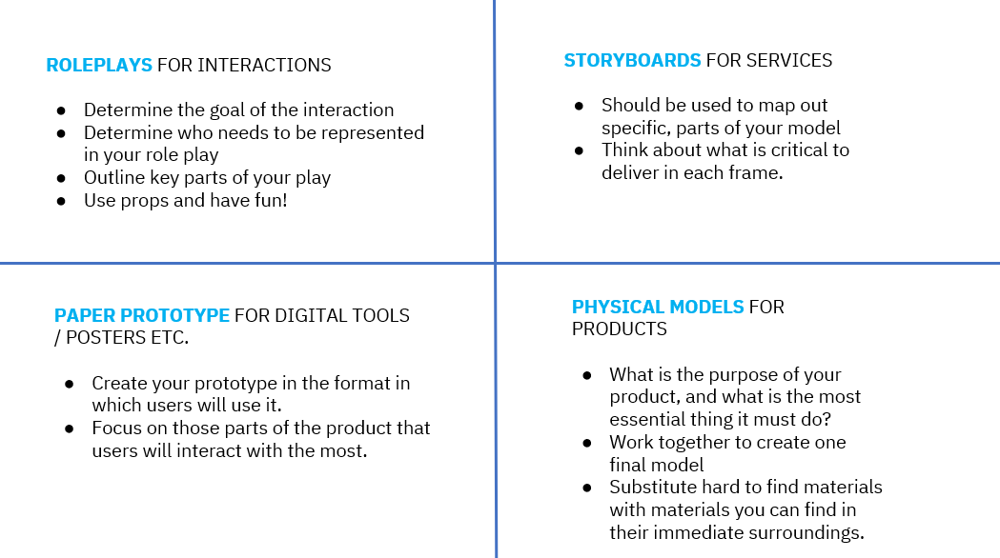 ROLEPLAYS FOR INTERACTIONS
● Determine the goal of the interaction
● Determine who needs to be represented
in your role play
● Outline key parts of your play
● Use props and have fun!
STORYBOARDS FOR SERVICES
● Should be used to map out
specific, parts of your model
● Think about what is critical to
deliver in each frame.
PAPER PROTOTYPE FOR DIGITAL TOOLS
/ POSTERS ETC.
● Create your prototype in the format in
which users will use it.
● Focus on those parts of the product that
users will interact with the most.
PHYSICAL MODELS FOR
PRODUCTS
● What is the purpose of your
product, and what is the most
essential thing it must do?
● Work together to create one
final model
● Substitute hard to find materials
with materials you can find in
their immediate surroundings.